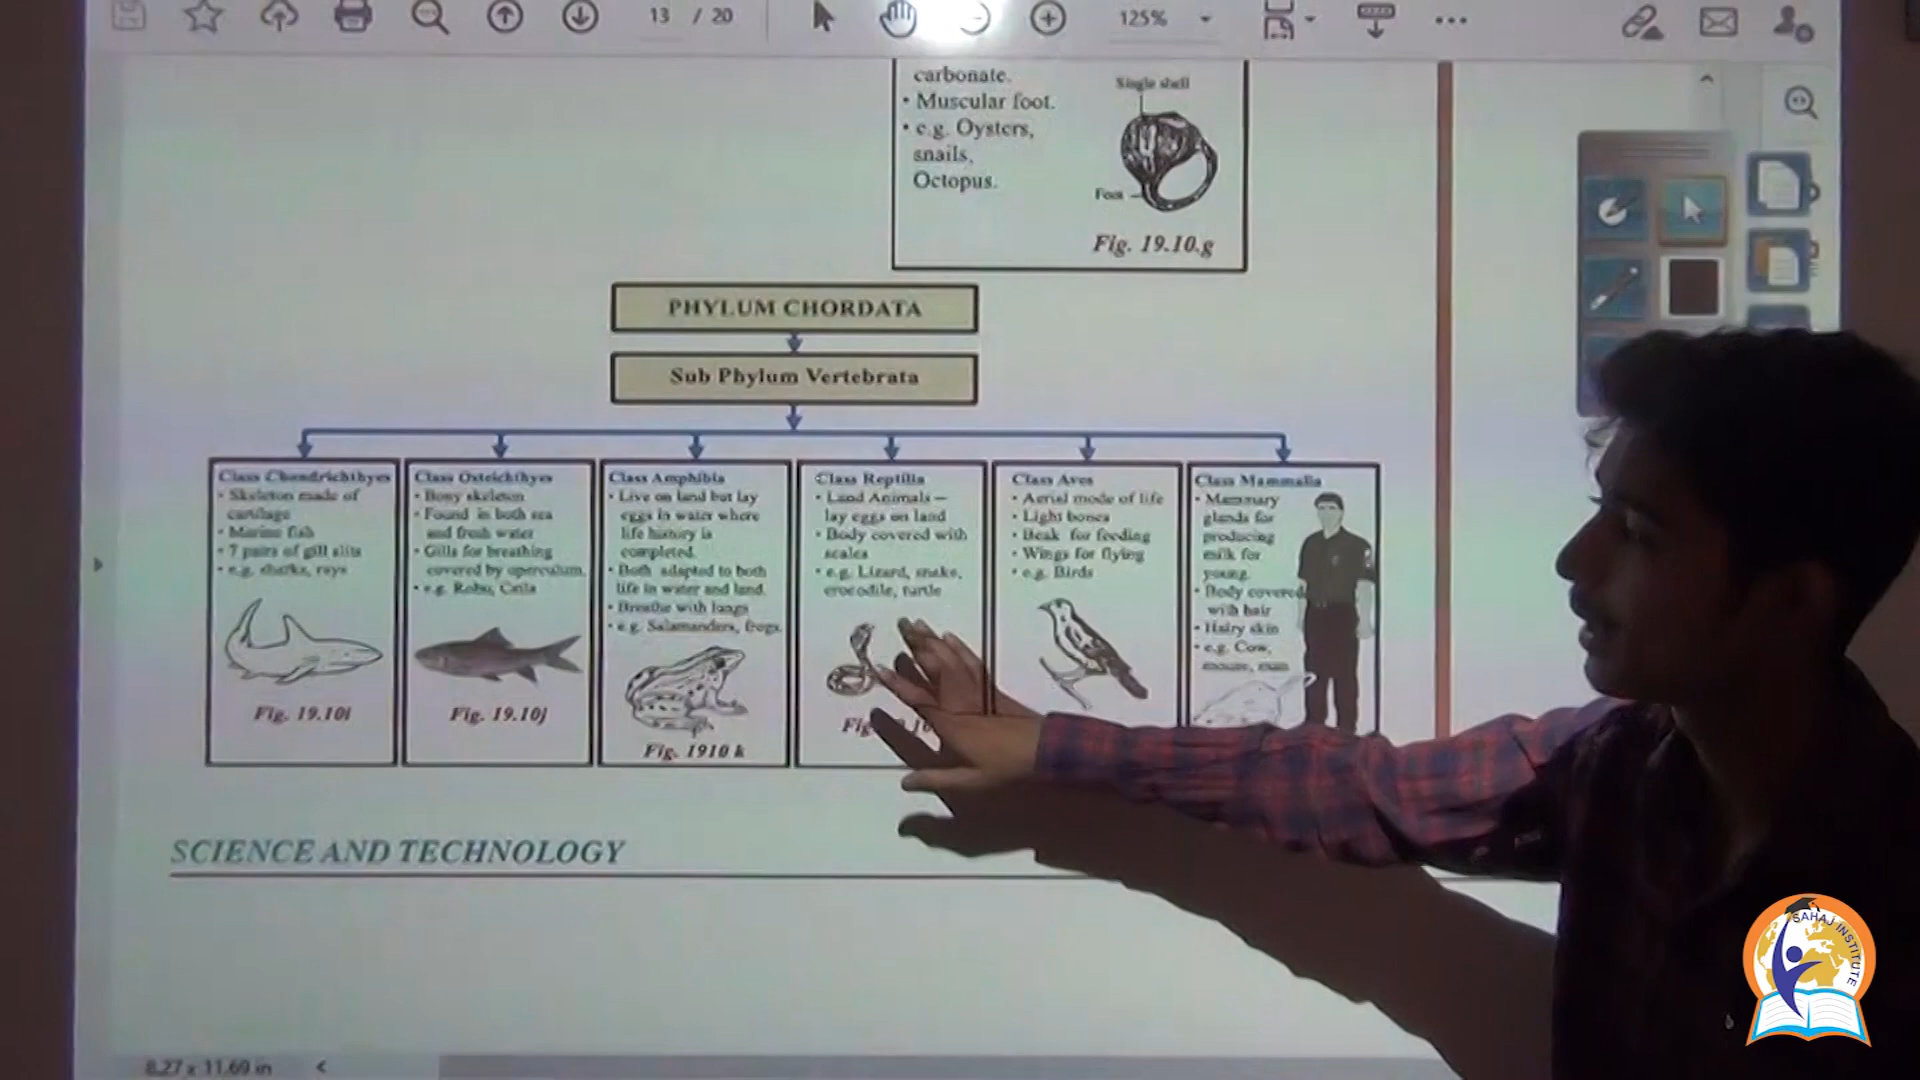 13 / 20
125%
carbonate.
• Muscular foot.
• e.g. Oysters,
snails,
Octopus.
Single shell
Foot
Fig. 19.10.g
PHYLUM CHORDATA
Sub Phylum Vertebrata
Class Chondrichthyes
• Skeleton made of
cartilage
• Marine fish
• 7 pairs of gill slits
• e.g. sharks, rays
Fig. 19.10i
Class Osteichthyes
• Bony skeleton
• Found in both sea
and fresh water
• Gills for breathing
covered by operculum.
• e.g. Rohu, Catla
Fig. 19.10j
Class Amphibia
• Live on land but lay
eggs in water where
life history is
completed.
• Both adapted to both
life in water and land.
• Breathe with lungs
• e.g. Salamanders, frogs.
Fig. 1910 k
Class Reptilia
• Land Animals –
lay eggs on land
• Body covered with
scales
• e.g. Lizard, snake,
crocodile, turtle
Class Aves
• Aerial mode of life
• Light bones
• Beak for feeding
• Wings for flying
• e.g. Birds
Class Mammalia
• Mammary
glands for
producing
milk for
young.
• Body covered
with hair
• Hairy skin
• e.g. Cow,
mouse, man
SCIENCE AND TECHNOLOGY
8.27 x 11.69 in
SAHAJ INSTITUTE